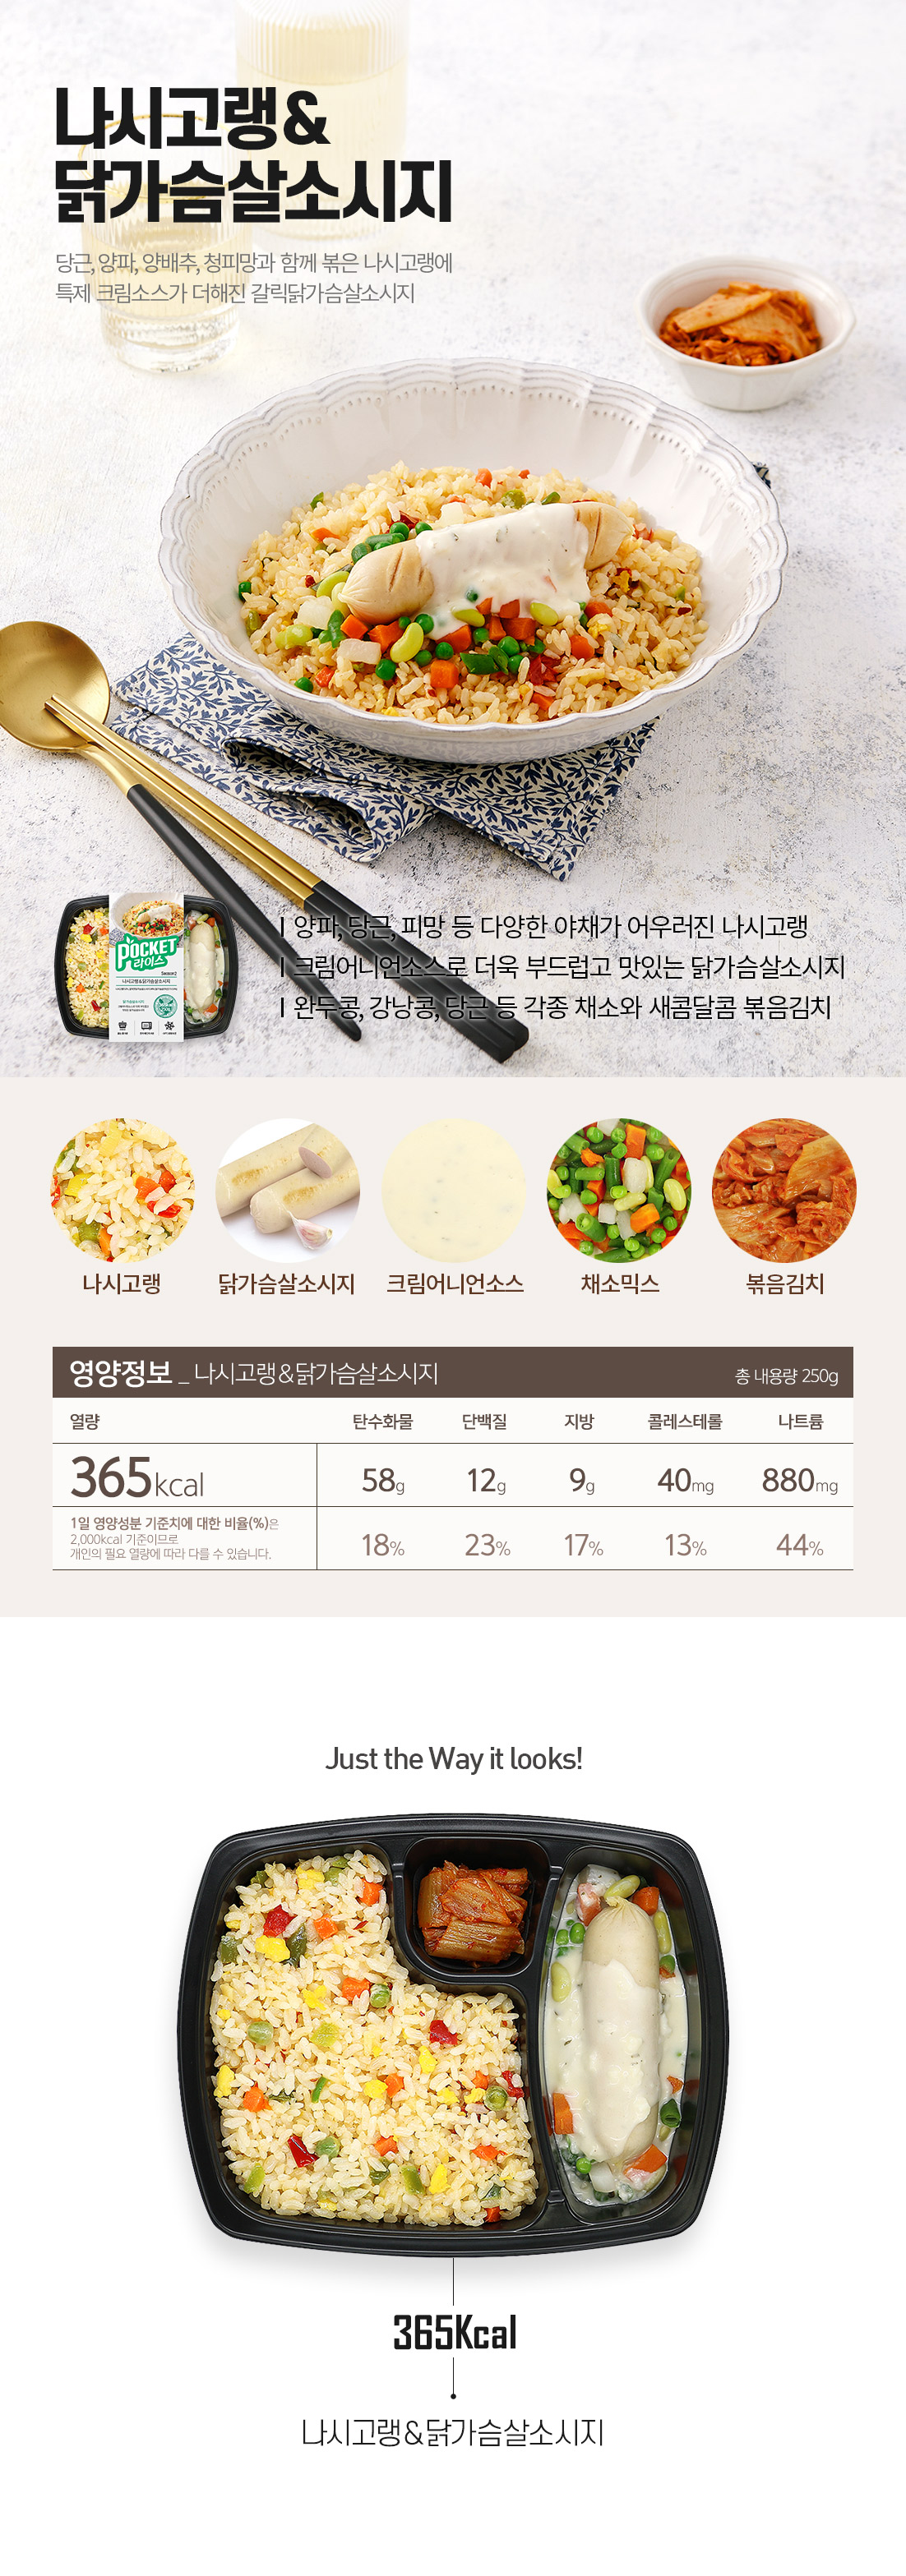 나시고랭&
닭가슴살소시지
당근, 양파, 양배추, 청피망과 함께 볶은 나시고랭에
특제 크림소스가 더해진 갈릭닭가슴살소시지
POCKET
라이스
Season2
나시고랭&닭가슴살소시지
양파, 당근, 피망 등 다양한 야채가 어우러진 나시고랭
크림어니언소스로 더욱 부드럽고 맛있는 닭가슴살소시지
완두콩, 강낭콩, 당근 등 각종 채소와 새콤달콤 볶음김치
나시고랭 닭가슴살소시지 크림어니언소스 채소믹스 볶음김치
영양정보 _ 나시고랭&닭가슴살소시지 총 내용량 250g
열량 탄수화물 단백질 지방 콜레스테롤 나트륨
365kcal 58g 12g 9g 40mg 880mg
1일 영양성분 기준치에 대한 비율(%)은
2,000kcal 기준이므로
개인의 필요 열량에 따라 다를 수 있습니다.
18% 23% 17% 13% 44%
Just the Way it looks!
365Kcal
나시고랭&닭가슴살소시지